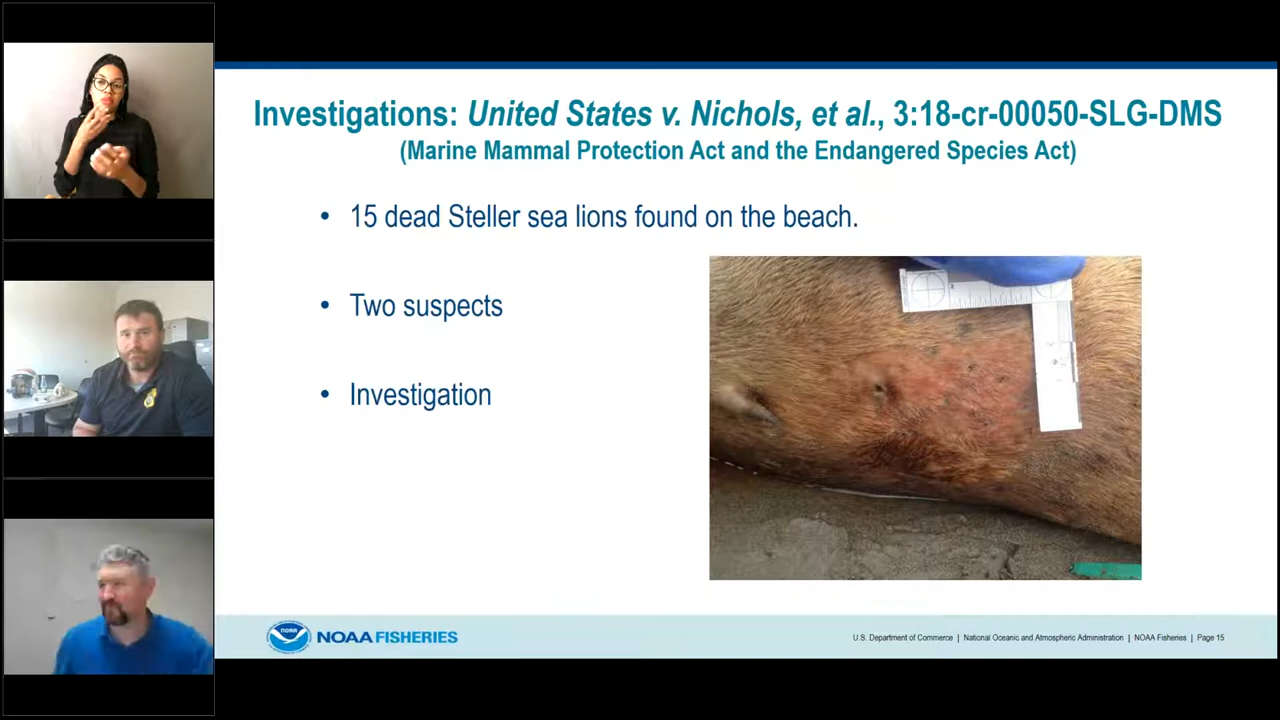 Investigations: United States v. Nichols, et al., 3:18-cr-00050-SLG-DMS
(Marine Mammal Protection Act and the Endangered Species Act)
• 15 dead Steller sea lions found on the beach.
• Two suspects
• Investigation
NOAA
NOAA FISHERIES
U.S. Department of Commerce | National Oceanic and Atmospheric Administration | NOAA Fisheries | Page 15